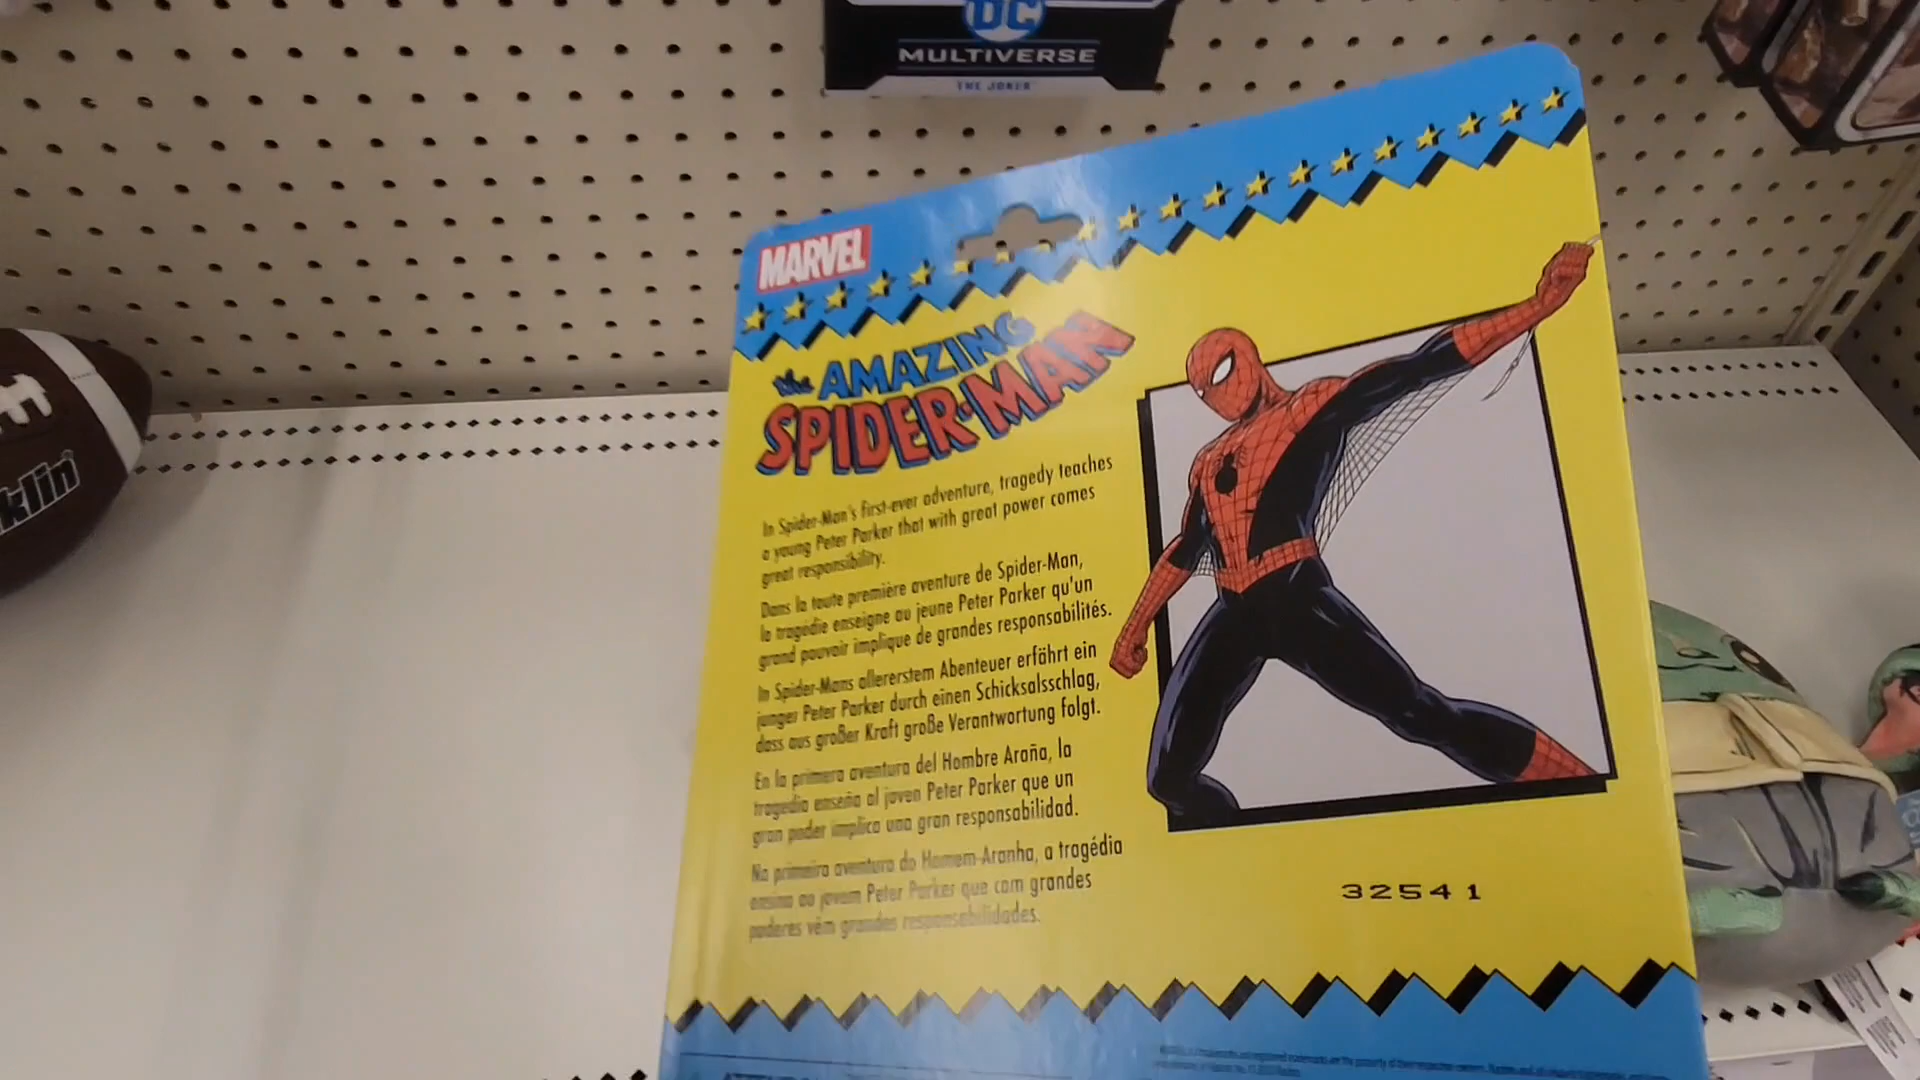 DC
MULTIVERSE
THE JOKER
MARVEL
the AMAZING
SPIDER-MAN
In Spider-Man's first-ever adventure, tragedy teaches
a young Peter Parker that with great power comes
great responsibility.
Dans la toute première aventure de Spider-Man,
la tragédie enseigne au jeune Peter Parker qu'un
grand pouvoir implique de grandes responsabilités.
In Spider-Mans allererstem Abenteuer erfährt ein
junger Peter Parker durch einen Schicksalsschlag,
dass aus großer Kraft große Verantwortung folgt.
En la primera aventura del Hombre Araña, la
tragedia enseña al joven Peter Parker que un
gran poder implica una gran responsabilidad.
Na primeira aventura do Homem-Aranha, a tragédia
ensina ao jovem Peter Parker que com grandes
poderes vêm grandes responsabilidades.
32541
klin